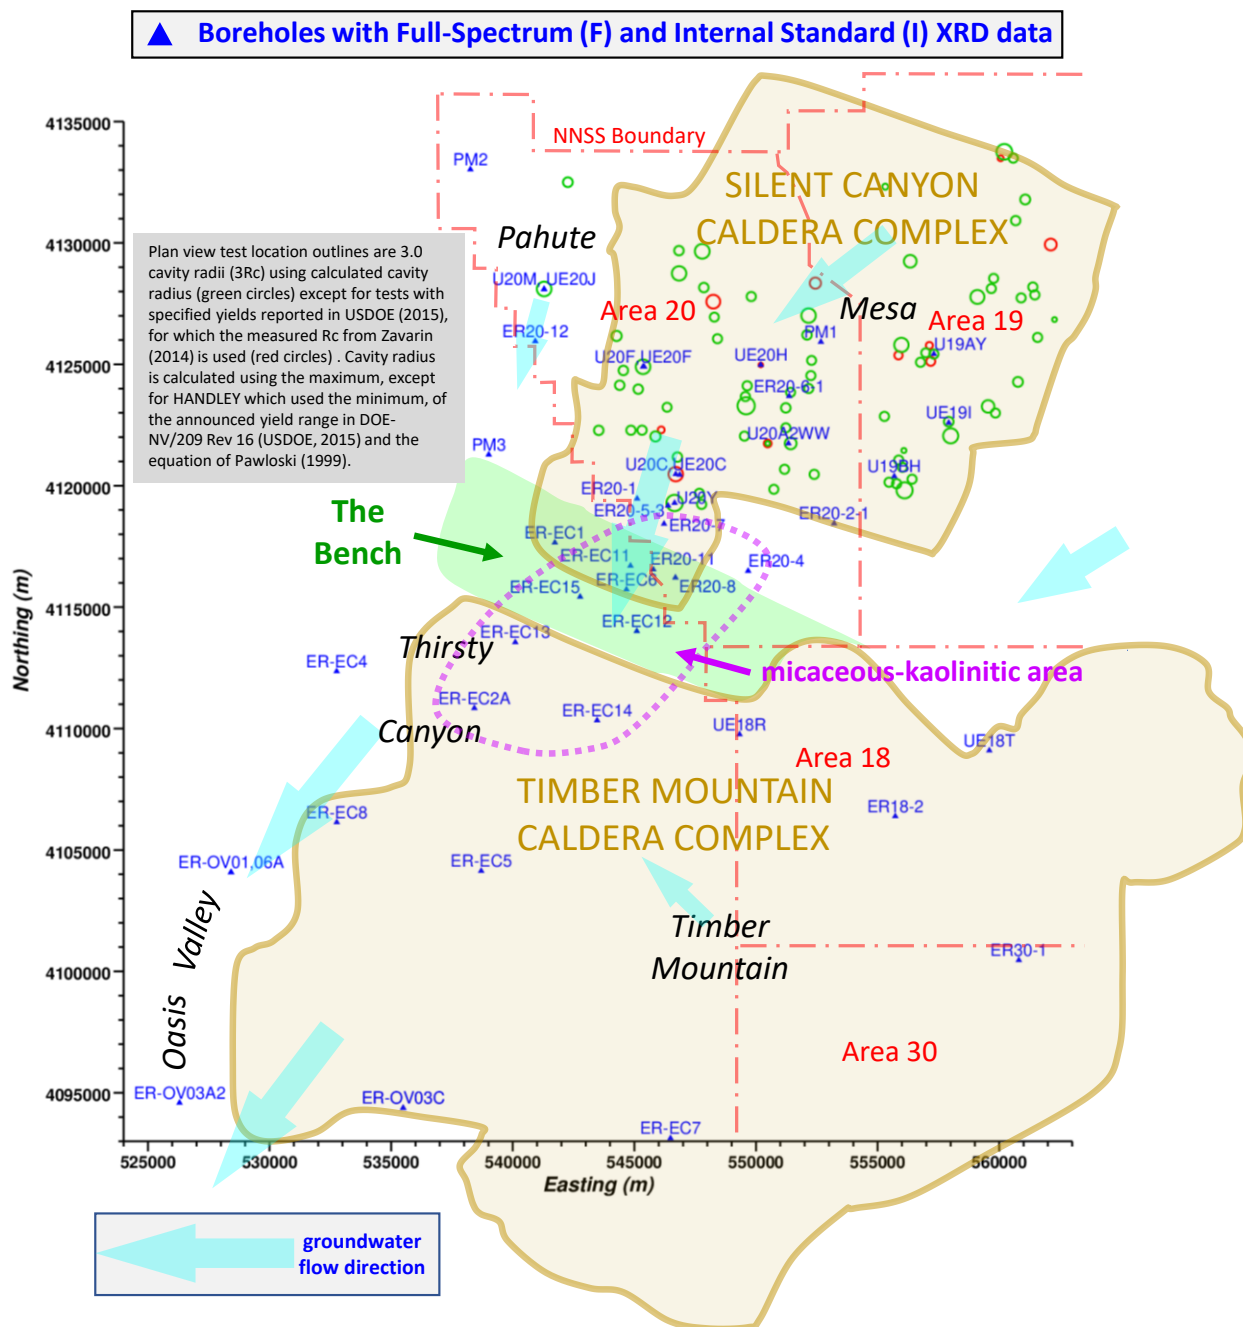 Boreholes with Full-Spectrum (F) and Internal Standard (I) XRD data
4135000
NNSS Boundary
PM2
SILENT CANYON
CALDERA COMPLEX
Pahute
4130000
Plan view test location outlines are 3.0
cavity radii (3Rc) using calculated cavity
radius (green circles) except for tests with
specified yields reported in USDOE (2015),
for which the measured Rc from Zavarin
(2014) is used (red circles) . Cavity radius
is calculated using the maximum, except
for HANDLEY which used the minimum, of
the announced yield range in DOE-
NV/209 Rev 16 (USDOE, 2015) and the
equation of Pawloski (1999).
U20M, UE20J
Mesa
Area 20
Area 19
ER20-12
PM1
U19AY
4125000
U20F, UE20F
UE20H
ER20-6-1
UE19I
U20A2WW
PM3
U20C, UE20C
U19BH
4120000
ER20-1
U20Y
ER20-5-3
ER20-2-1
ER20-7
The
Bench
ER-EC1
ER-EC11
ER20-11
ER20-4
ER-EC15
ER-EC6
ER20-8
4115000
ER-EC12
ER-EC13
Thirsty
ER-EC4
micaceous-kaolinitic area
ER-EC2A
ER-EC14
Canyon
UE18R
UE18T
4110000
Area 18
TIMBER MOUNTAIN
CALDERA COMPLEX
ER-EC8
ER18-2
4105000
ER-OV01,06A
ER-EC5
Oasis Valley
Timber
Mountain
4100000
ER30-1
Area 30
4095000
ER-OV03A2
ER-OV03C
ER-EC7
Northing (m)
525000
530000
535000
540000
545000
550000
555000
560000
Easting (m)
groundwater
flow direction